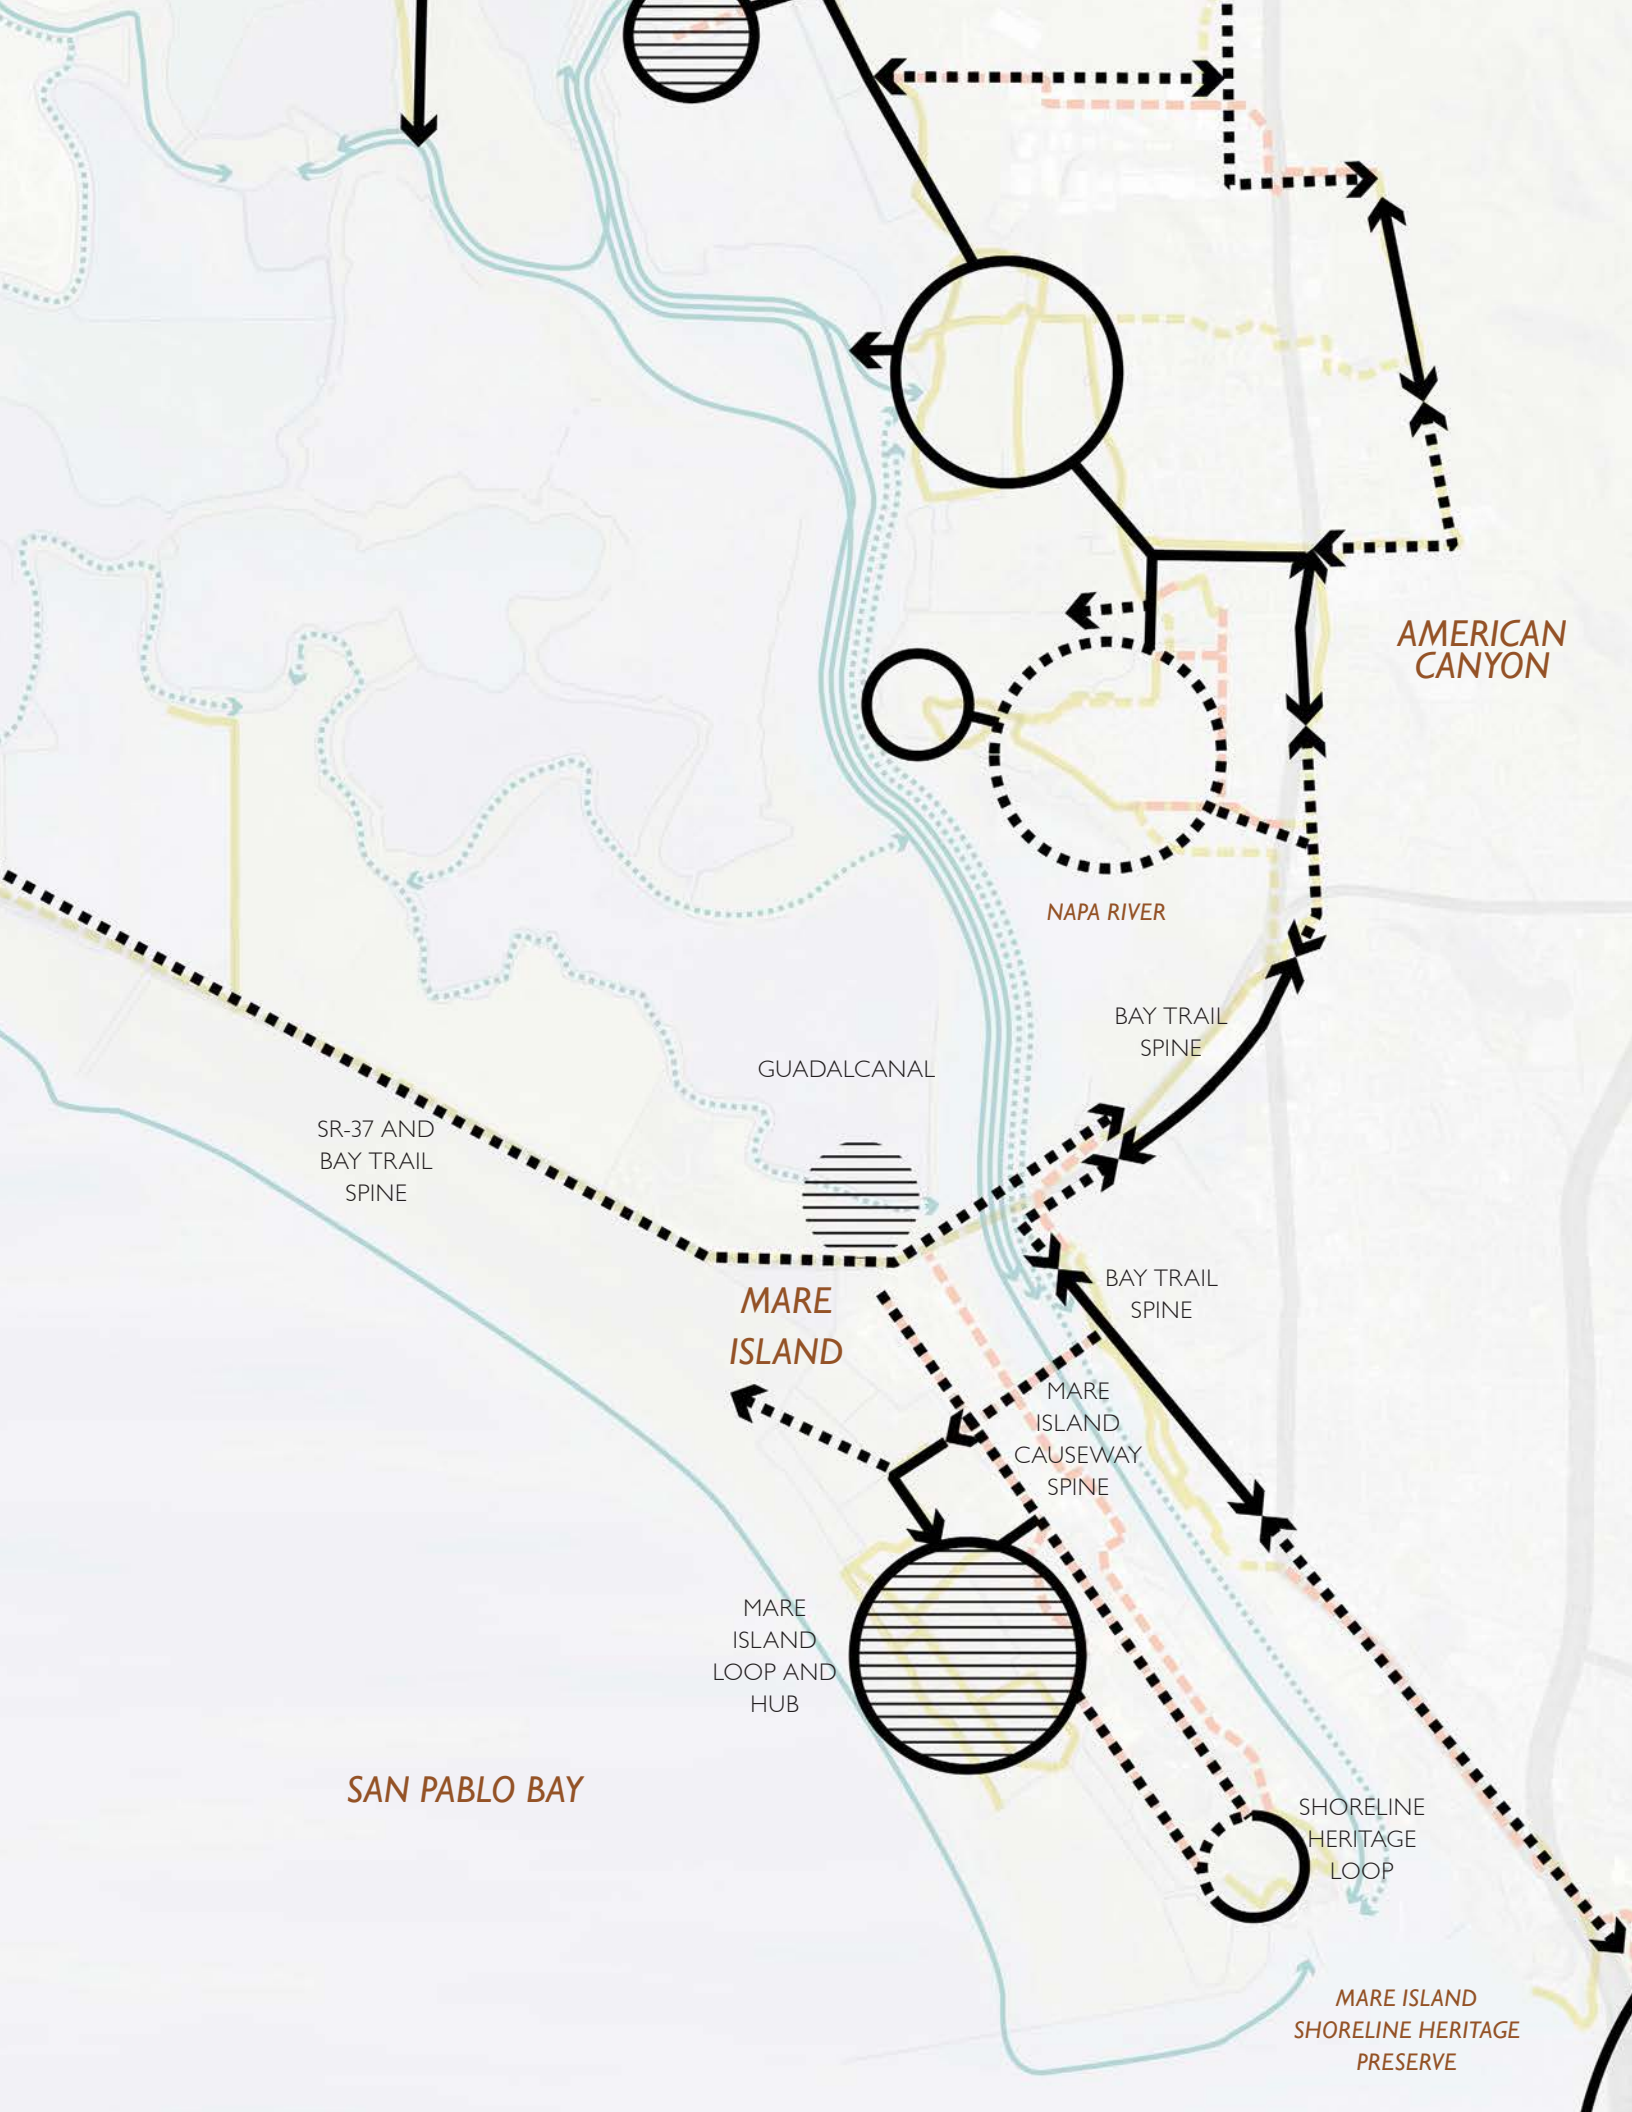 AMERICAN
CANYON
NAPA RIVER
BAY TRAIL
SPINE
GUADALCANAL
SR-37 AND
BAY TRAIL
SPINE
BAY TRAIL
SPINE
MARE
ISLAND
MARE
ISLAND
CAUSEWAY
SPINE
MARE
ISLAND
LOOP AND
HUB
SAN PABLO BAY
SHORELINE
HERITAGE
LOOP
MARE ISLAND
SHORELINE HERITAGE
PRESERVE